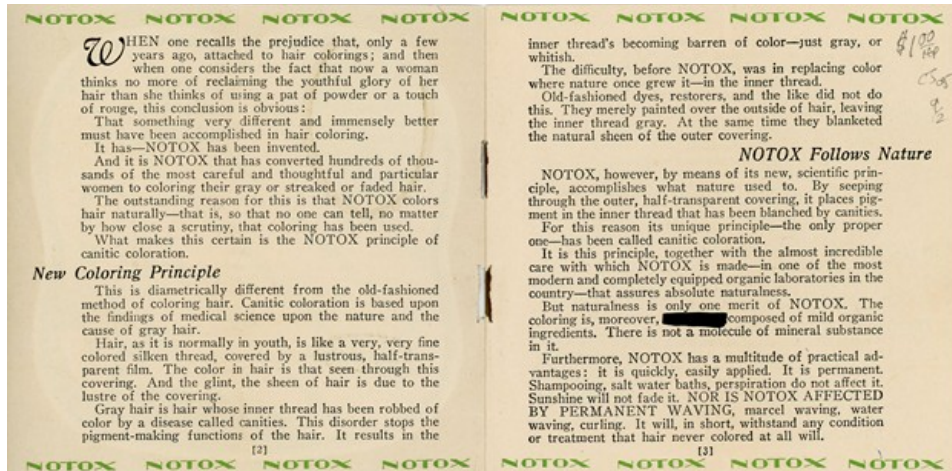 NOTOX NOTOX NOTOX NOTOX
WHEN one recalls the prejudice that, only a few
years ago, attached to hair colorings; and then
when one considers the fact that now a woman
thinks no more of reclaiming the youthful glory of her
hair than she thinks of using a pat of powder or a touch
of rouge, this conclusion is obvious:
That something very different and immensely better
must have been accomplished in hair coloring.
It has—NOTOX has been invented.
And it is NOTOX that has converted hundreds of thou-
sands of the most careful and thoughtful and particular
women to coloring their gray or streaked or faded hair.
The outstanding reason for this is that NOTOX colors
hair naturally—that is, so that no one can tell, no matter
by how close a scrutiny, that coloring has been used.
What makes this certain is the NOTOX principle of
canitic coloration.
New Coloring Principle
This is diametrically different from the old-fashioned
method of coloring hair. Canitic coloration is based upon
the findings of medical science upon the nature and the
cause of gray hair.
Hair, as it is normally in youth, is like a very, very fine
colored silken thread, covered by a lustrous, half-trans-
parent film. The color in hair is that seen through this
covering. And the glint, the sheen of hair is due to the
lustre of the covering.
Gray hair is hair whose inner thread has been robbed of
color by a disease called canities. This disorder stops the
pigment-making functions of the hair. It results in the
[2]
NOTOX NOTOX NOTOX NOTOX
NOTOX NOTOX NOTOX NOTOX
inner thread's becoming barren of color—just gray, or
whitish.
The difficulty, before NOTOX, was in replacing color
where nature once grew it—in the inner thread.
Old-fashioned dyes, restorers, and the like did not do
this. They merely painted over the outside of hair, leaving
the inner thread gray. At the same time they blanketed
the natural sheen of the outer covering.
NOTOX Follows Nature
NOTOX, however, by means of its new, scientific prin-
ciple, accomplishes what nature used to. By seeping
through the outer, half-transparent covering, it places pig-
ment in the inner thread that has been blanched by canities.
For this reason its unique principle—the only proper
one—has been called canitic coloration.
It is this principle, together with the almost incredible
care with which NOTOX is made—in one of the most
modern and completely equipped organic laboratories in the
country—that assures absolute naturalness.
But naturalness is only one merit of NOTOX. The
coloring is, moreover, composed of mild organic
ingredients. There is not a molecule of mineral substance
in it.
Furthermore, NOTOX has a multitude of practical ad-
vantages: it is quickly, easily applied. It is permanent.
Shampooing, salt water baths, perspiration do not affect it.
Sunshine will not fade it. NOR IS NOTOX AFFECTED
BY PERMANENT WAVING, marcel waving, water
waving, curling. It will, in short, withstand any condition
or treatment that hair never colored at all will.
[3]
NOTOX NOTOX NOTOX NOTOX
$1.00